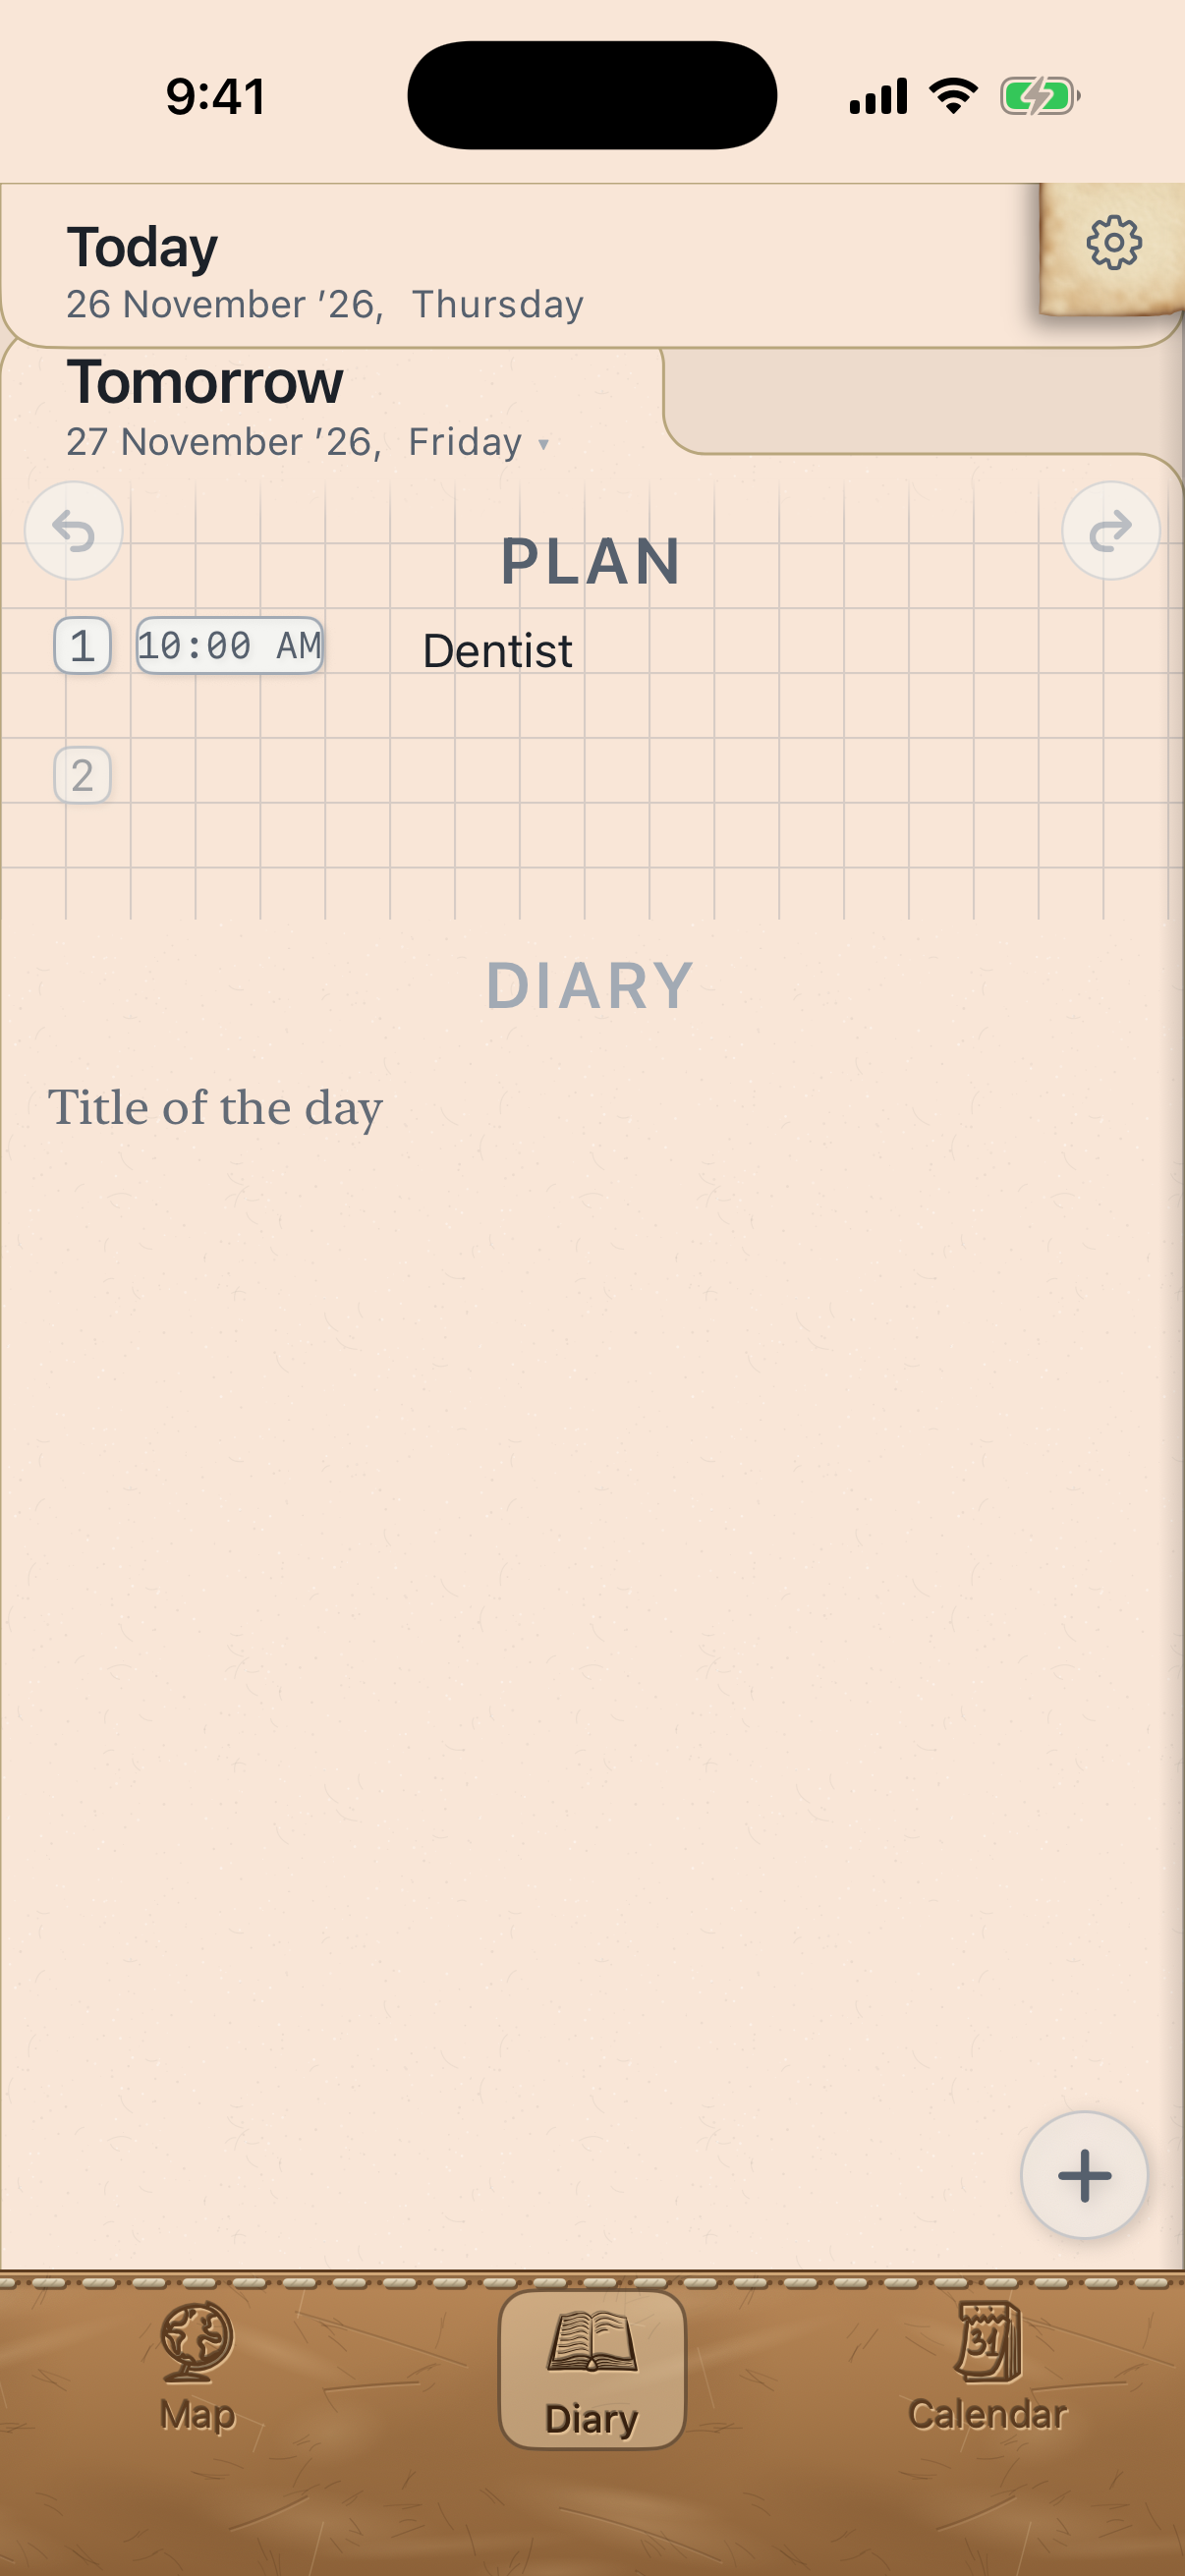 9:41
Today
26 November ’26, Thursday
Tomorrow
27 November ’26, Friday ▾
PLAN
1 10:00 AM Dentist
2
DIARY
Title of the day
31
Map Diary Calendar